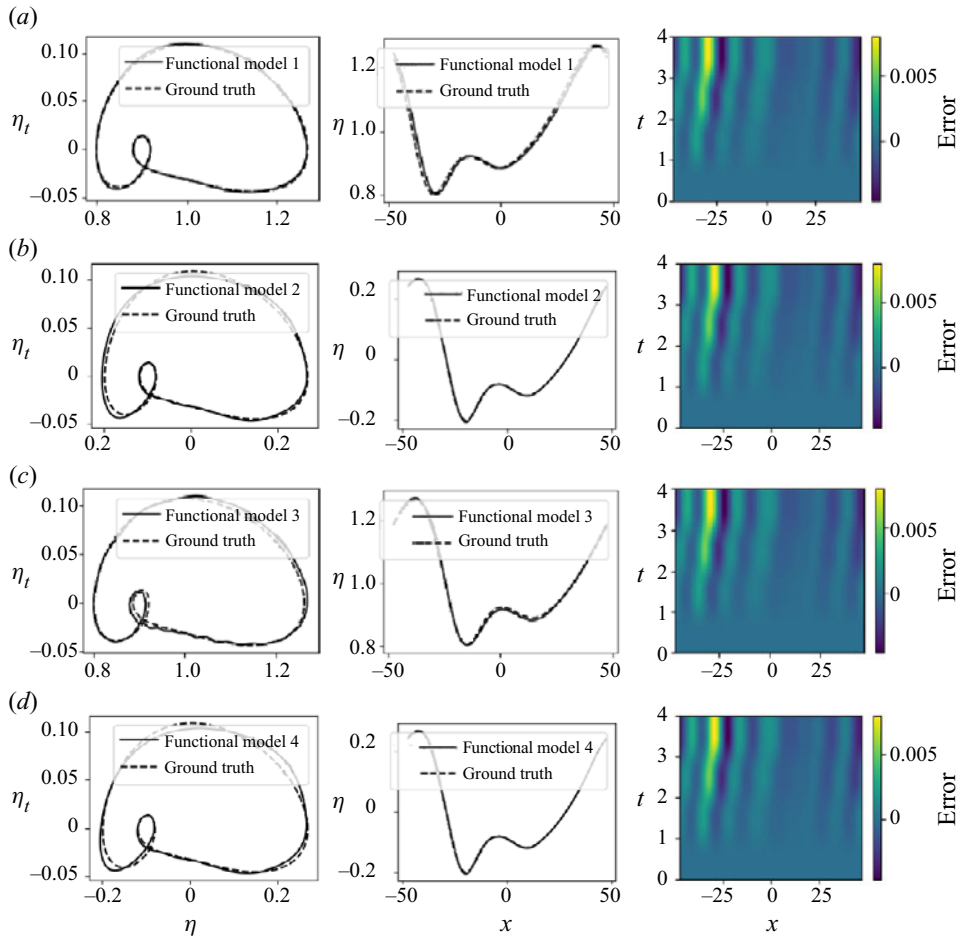 (a)
0.10
0.05
0
−0.05
η_t
0.8
1.0
1.2
Functional model 1
Ground truth
1.2
1.0
0.8
η
−50
0
50
x
Functional model 1
Ground truth
4
3
2
1
0
t
−25
0
25
0.005
0
Error
(b)
0.10
0.05
0
−0.05
η_t
0.2
0
0.2
Functional model 2
Ground truth
0.2
0
−0.2
η
−50
0
50
Functional model 2
Ground truth
4
3
2
1
0
t
−25
0
25
0.005
0
Error
(c)
0.10
0.05
0
−0.05
η_t
0.8
1.0
1.2
Functional model 3
Ground truth
1.2
1.0
0.8
η
−50
0
50
Functional model 3
Ground truth
4
3
2
1
0
t
−25
0
25
0.005
0
Error
(d)
0.10
0.05
0
−0.05
η_t
−0.2
0
0.2
η
Functional model 4
Ground truth
0.2
0
−0.2
η
−50
0
50
x
Functional model 4
Ground truth
4
3
2
1
0
t
−25
0
25
x
0.005
0
Error